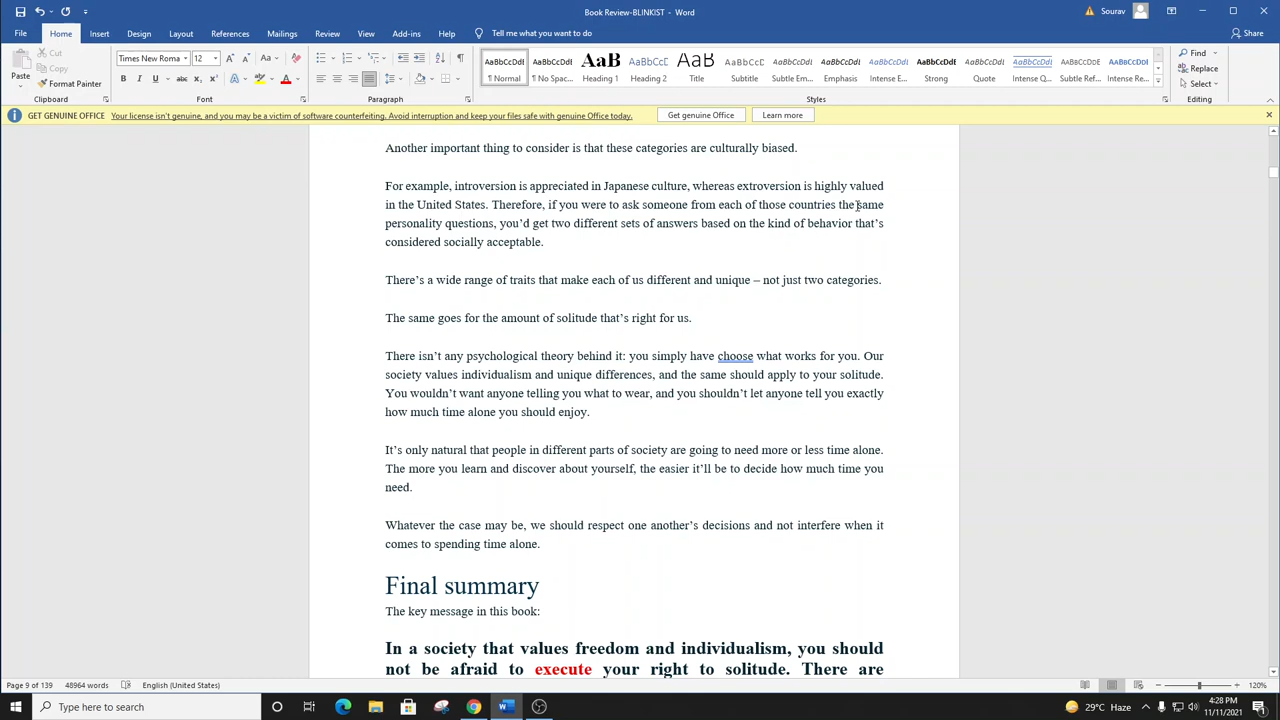 Book Review-BLINKIST - Word
Sourav
File Home Insert Design Layout References Mailings Review View Add-ins Help Tell me what you want to do Share
Paste
Cut
Copy
Format Painter
Clipboard
Times New Roma 12
Font
Paragraph
AaBbCcDdE AaBbCcDdE AaB AaBbCcD AaB AaBbCcD AaBbCcDdI AaBbCcDdI AaBbCcDdI AaBbCcDdI AaBbCcDdI AaBbCcDdI AABBCCDDE AABBCCDDE
¶ Normal ¶ No Spac... Heading 1 Heading 2 Title Subtitle Subtle Em... Emphasis Intense E... Strong Quote Intense Q... Subtle Ref... Intense Re...
Styles
Find
Replace
Select
Editing
GET GENUINE OFFICE Your license isn't genuine, and you may be a victim of software counterfeiting. Avoid interruption and keep your files safe with genuine Office today. Get genuine Office Learn more
Another important thing to consider is that these categories are culturally biased.
For example, introversion is appreciated in Japanese culture, whereas extroversion is highly valued
in the United States. Therefore, if you were to ask someone from each of those countries the same
personality questions, you’d get two different sets of answers based on the kind of behavior that’s
considered socially acceptable.
There’s a wide range of traits that make each of us different and unique – not just two categories.
The same goes for the amount of solitude that’s right for us.
There isn’t any psychological theory behind it: you simply have choose what works for you. Our
society values individualism and unique differences, and the same should apply to your solitude.
You wouldn’t want anyone telling you what to wear, and you shouldn’t let anyone tell you exactly
how much time alone you should enjoy.
It’s only natural that people in different parts of society are going to need more or less time alone.
The more you learn and discover about yourself, the easier it’ll be to decide how much time you
need.
Whatever the case may be, we should respect one another’s decisions and not interfere when it
comes to spending time alone.
Final summary
The key message in this book:
In a society that values freedom and individualism, you should
not be afraid to execute your right to solitude. There are
Page 9 of 139 48964 words English (United States) 120%
Type here to search
29°C Haze
4:28 PM
11/11/2021